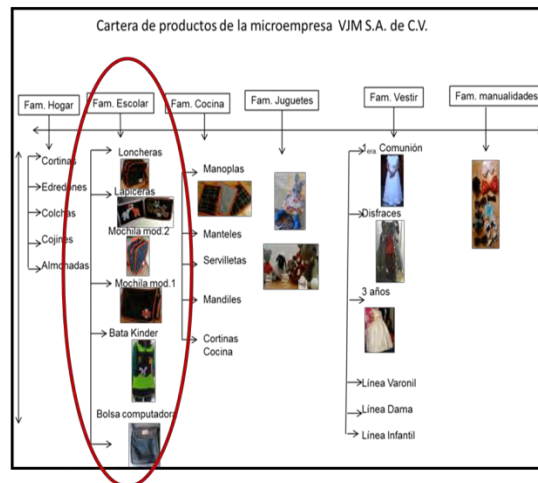 Cartera de productos de la microempresa VJM S.A. de C.V.
Fam. Hogar
Fam. Escolar
Fam. Cocina
Fam. Juguetes
Fam. Vestir
Fam. manualidades
Cortinas
Edredones
Colchas
Cojines
Almohadas
Loncheras
Lapiceras
Mochila mod.2
Mochila mod.1
Bata Kinder
Bolsa computadora
Manoplas
Manteles
Servilletas
Mandiles
Cortinas
Cocina
1era. Comunión
Disfraces
3 años
Línea Varonil
Línea Dama
Línea Infantil